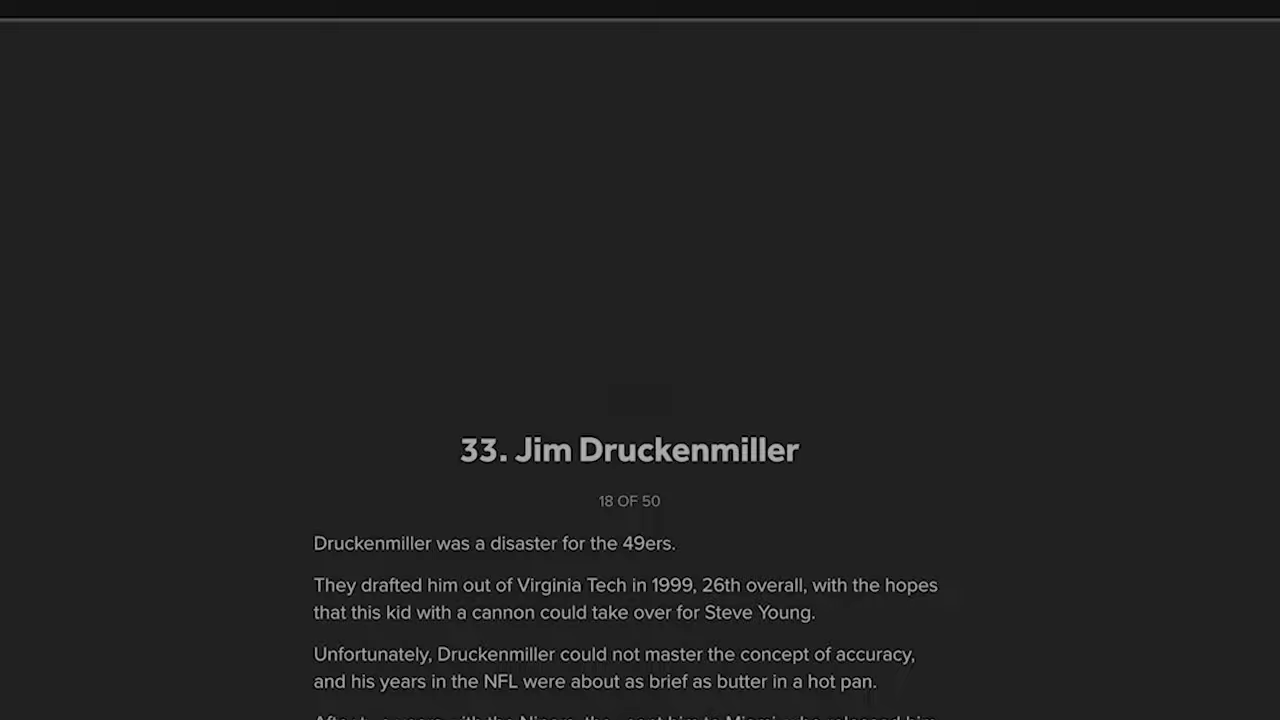 33. Jim Druckenmiller
18 OF 50
Druckenmiller was a disaster for the 49ers.
They drafted him out of Virginia Tech in 1999, 26th overall, with the hopes
that this kid with a cannon could take over for Steve Young.
Unfortunately, Druckenmiller could not master the concept of accuracy,
and his years in the NFL were about as brief as butter in a hot pan.